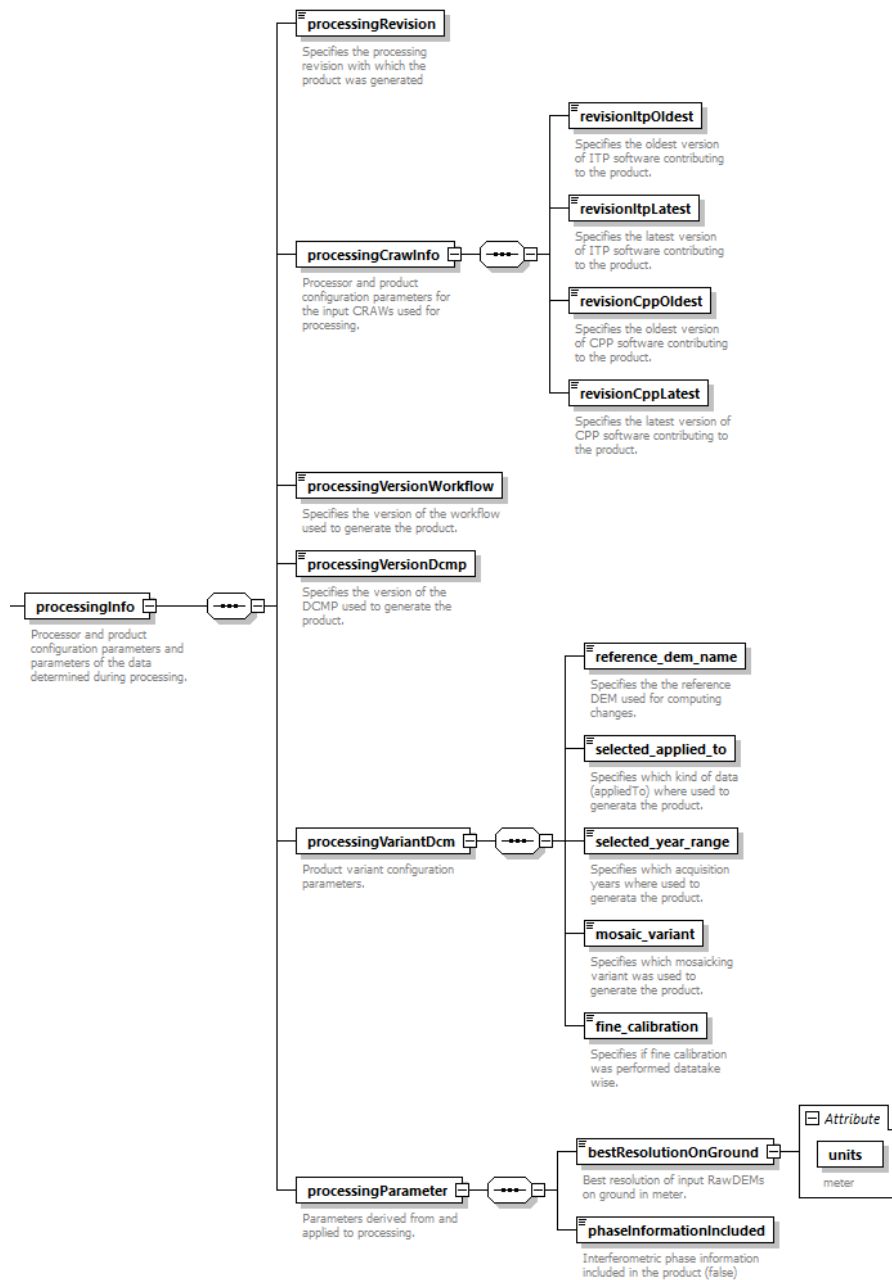 processingRevision
Specifies the processing
revision with which the
product was generated
revisionItpOldest
Specifies the oldest version
of ITP software contributing
to the product.
revisionItpLatest
Specifies the latest version
of ITP software contributing
to the product.
processingCrawInfo
Processor and product
configuration parameters for
the input CRAWs used for
processing.
revisionCppOldest
Specifies the oldest version
of CPP software contributing
to the product.
revisionCppLatest
Specifies the latest version of
CPP software contributing to
the product.
processingVersionWorkflow
Specifies the version of the workflow
used to generate the product.
processingVersionDcmp
Specifies the version of the
DCMP used to generate the
product.
processingInfo
Processor and product
configuration parameters and
parameters of the data
determined during processing.
reference_dem_name
Specifies the the reference
DEM used for computing
changes.
selected_applied_to
Specifies which kind of data
(appliedTo) where used to
generata the product.
processingVariantDcm
Product variant configuration
parameters.
selected_year_range
Specifies which acquisition
years where used to
generata the product.
mosaic_variant
Specifies which mosaicking
variant was used to
generate the product.
fine_calibration
Specifies if fine calibration
was performed datatake
wise.
Attribute
bestResolutionOnGround
Best resolution of input RawDEMs
on ground in meter.
units
meter
processingParameter
Parameters derived from and
applied to processing.
phaseInformationIncluded
Interferometric phase information
included in the product (false)